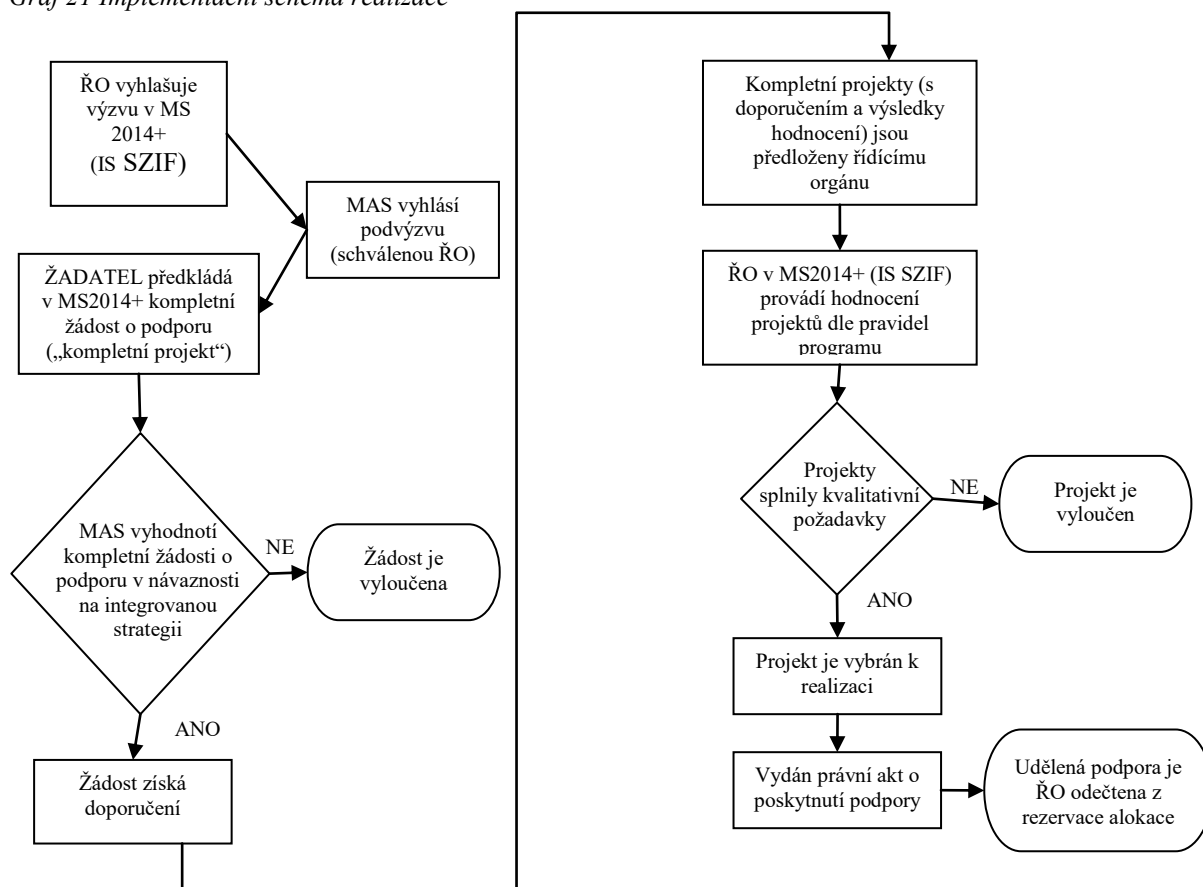 Graf 21 Implementační schéma realizace
ŘO vyhlašuje
výzvu v MS
2014+
(IS SZIF)
MAS vyhlásí
podvýzvu
(schválenou ŘO)
ŽADATEL předkládá
v MS2014+ kompletní
žádost o podporu
(„kompletní projekt“)
MAS vyhodnotí
kompletní žádosti o
podporu v návaznosti
na integrovanou
strategii
NE
Žádost je
vyloučena
ANO
Žádost získá
doporučení
Kompletní projekty (s
doporučením a výsledky
hodnocení) jsou
předloženy řídícímu
orgánu
ŘO v MS2014+ (IS SZIF)
provádí hodnocení
projektů dle pravidel
programu
Projekty
splnily kvalitativní
požadavky
NE
Projekt je
vyloučen
ANO
Projekt je vybrán k
realizaci
Vydán právní akt o
poskytnutí podpory
Udělená podpora je
ŘO odečtena z
rezervace alokace